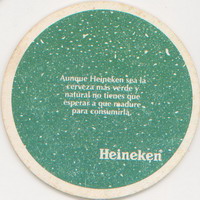 Aunque Heineken sea la
cerveza más verde y
natural no tienes que
esperar a que madure
para consumirla.
Heineken